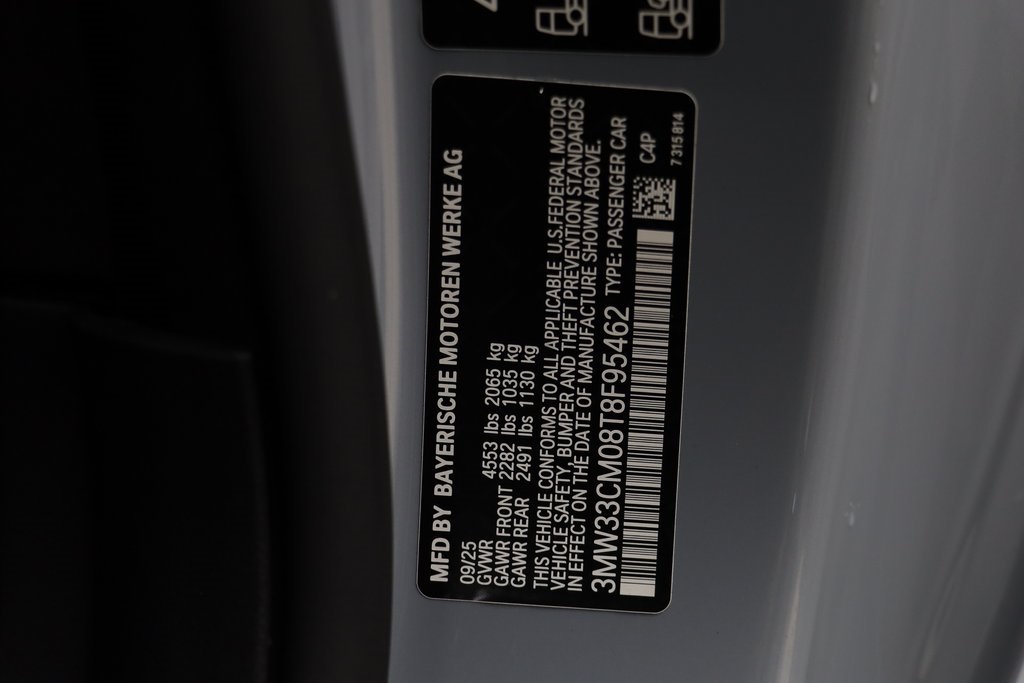 MFD BY BAYERISCHE MOTOREN WERKE AG
09/25
GVWR 4553 lbs 2065 kg
GAWR FRONT 2282 lbs 1035 kg
GAWR REAR 2491 lbs 1130 kg
THIS VEHICLE CONFORMS TO ALL APPLICABLE U.S. FEDERAL MOTOR
VEHICLE SAFETY, BUMPER AND THEFT PREVENTION STANDARDS
IN EFFECT ON THE DATE OF MANUFACTURE SHOWN ABOVE.
3MW33CM08T8F95462 TYPE: PASSENGER CAR
C4P
7 315 814